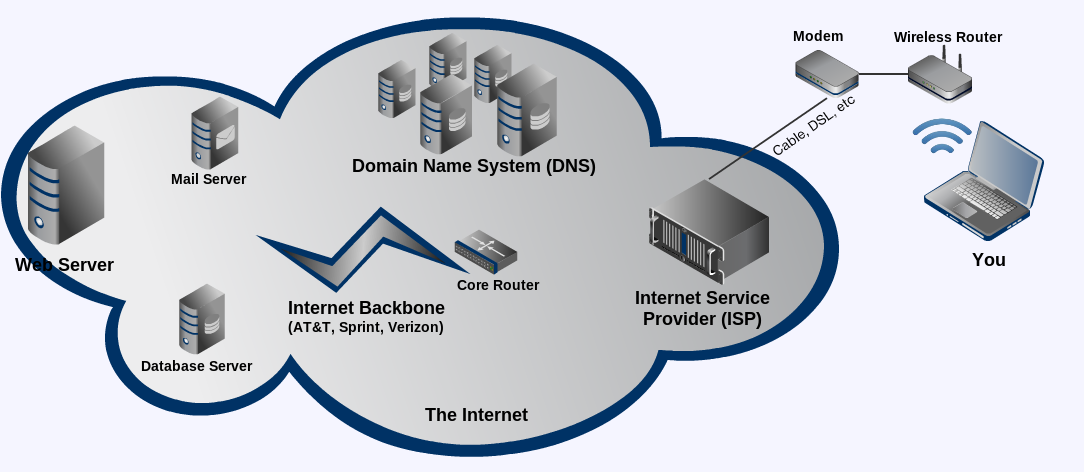 Modem
Wireless Router
Cable, DSL, etc
Domain Name System (DNS)
Mail Server
Web Server
You
Core Router
Internet Backbone
(AT&T, Sprint, Verizon)
Internet Service
Provider (ISP)
Database Server
The Internet